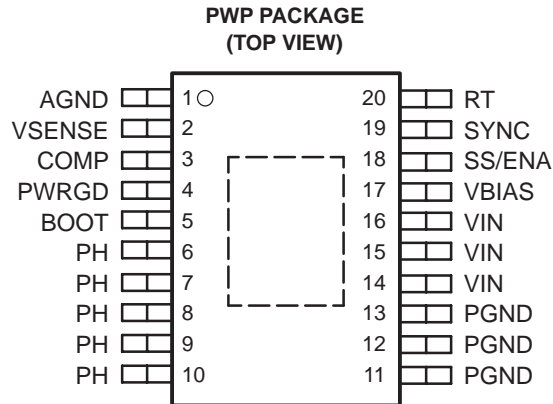 PWP PACKAGE
(TOP VIEW)
AGND 1 20 RT
VSENSE 2 19 SYNC
COMP 3 18 SS/ENA
PWRGD 4 17 VBIAS
BOOT 5 16 VIN
PH 6 15 VIN
PH 7 14 VIN
PH 8 13 PGND
PH 9 12 PGND
PH 10 11 PGND